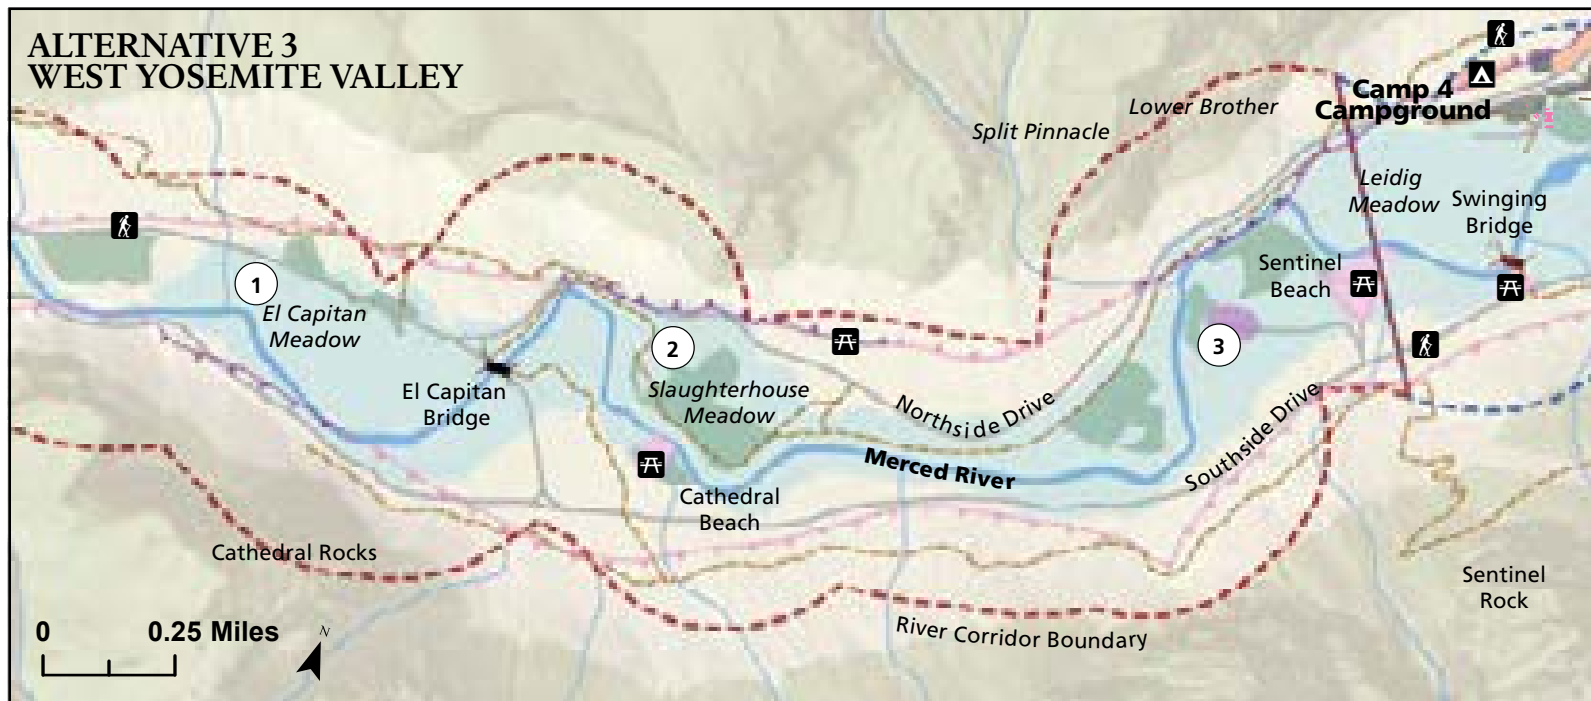 ALTERNATIVE 3
WEST YOSEMITE VALLEY
Camp 4
Campground
Lower Brother
Split Pinnacle
Leidig
Meadow
Swinging
Bridge
Sentinel
Beach
1
El Capitan
Meadow
2
3
El Capitan
Bridge
Slaughterhouse
Meadow
Northside Drive
Southside Drive
Merced River
Cathedral
Beach
Cathedral Rocks
Sentinel
Rock
River Corridor Boundary
0 0.25 Miles
N